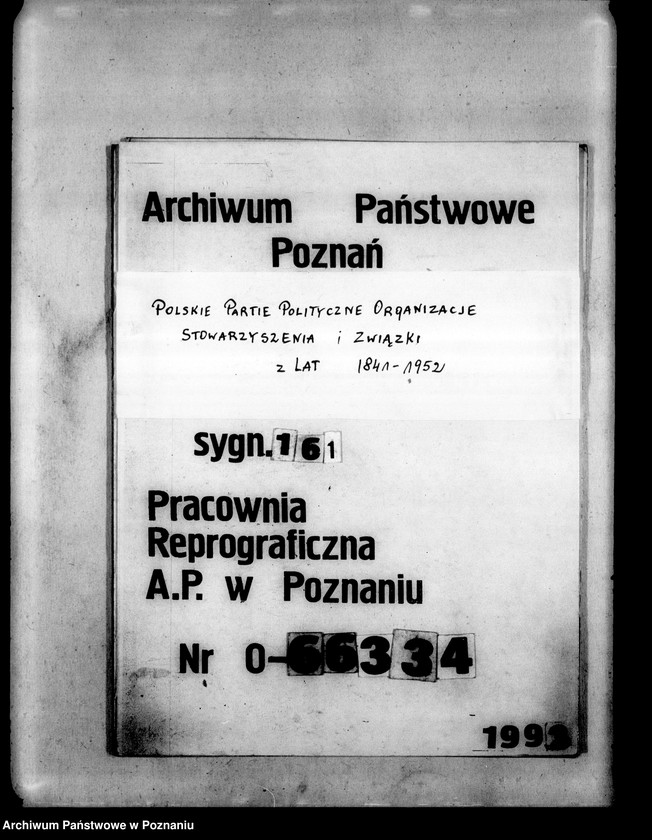 Archiwum Państwowe
Poznań
POLSKIE PARTIE POLITYCZNE ORGANIZACJE
STOWARZYSZENIA i ZWIĄZKI
z LAT 1841-1952
sygn. 161
Pracownia
Reprograficzna
A.P. w Poznaniu
Nr O-66334
1992
Archiwum Państwowe w Poznaniu